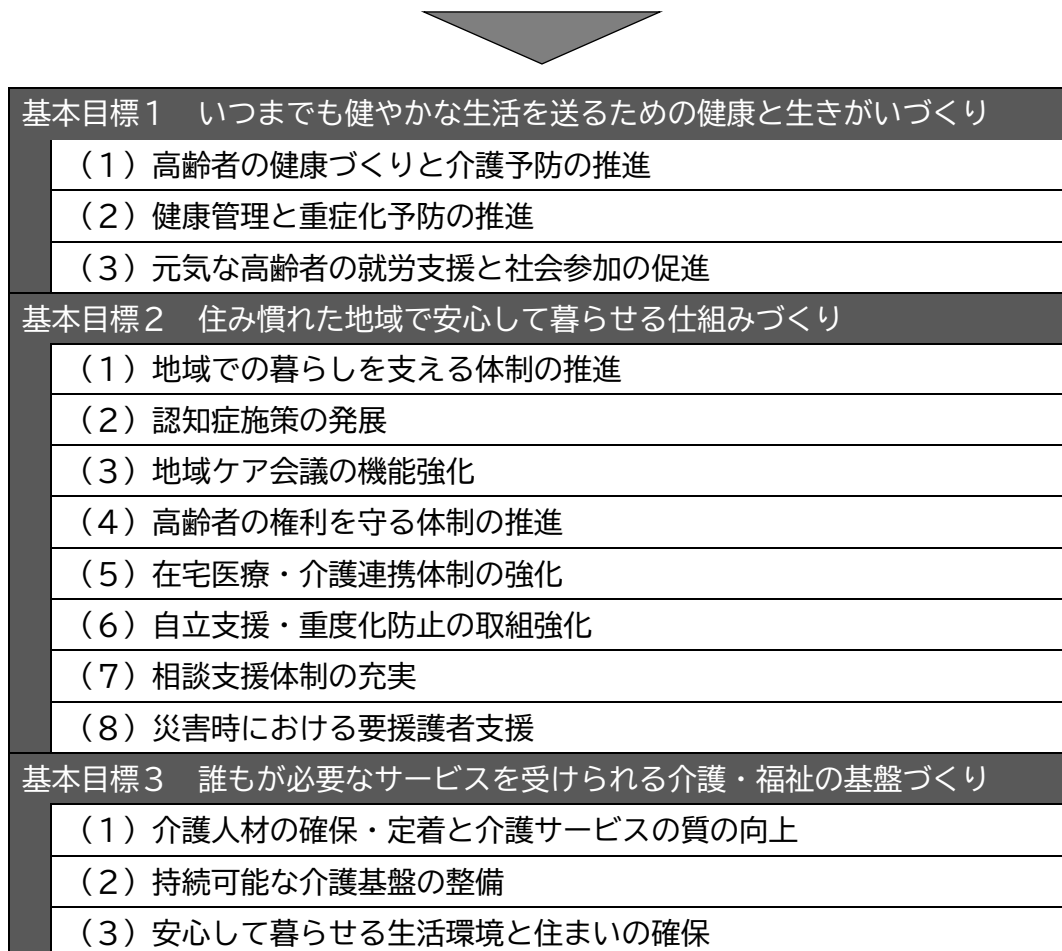 基本目標1　いつまでも健やかな生活を送るための健康と生きがいづくり
（1）高齢者の健康づくりと介護予防の推進
（2）健康管理と重症化予防の推進
（3）元気な高齢者の就労支援と社会参加の促進
基本目標2　住み慣れた地域で安心して暮らせる仕組みづくり
（1）地域での暮らしを支える体制の推進
（2）認知症施策の発展
（3）地域ケア会議の機能強化
（4）高齢者の権利を守る体制の推進
（5）在宅医療・介護連携体制の強化
（6）自立支援・重度化防止の取組強化
（7）相談支援体制の充実
（8）災害時における要援護者支援
基本目標3　誰もが必要なサービスを受けられる介護・福祉の基盤づくり
（1）介護人材の確保・定着と介護サービスの質の向上
（2）持続可能な介護基盤の整備
（3）安心して暮らせる生活環境と住まいの確保